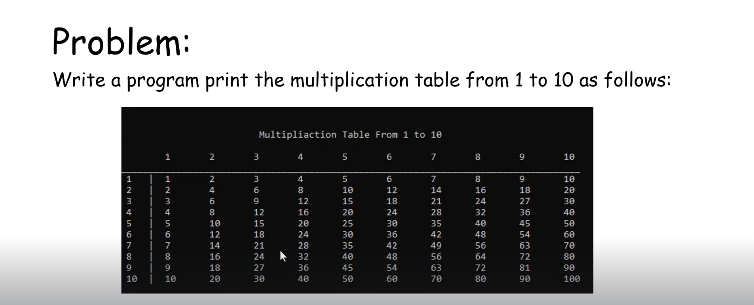 Problem:
Write a program print the multiplication table from 1 to 10 as follows:
Multipliaction Table From 1 to 10
1 2 3 4 5 6 7 8 9 10
1 | 1 2 3 4 5 6 7 8 9 10
2 | 2 4 6 8 10 12 14 16 18 20
3 | 3 6 9 12 15 18 21 24 27 30
4 | 4 8 12 16 20 24 28 32 36 40
5 | 5 10 15 20 25 30 35 40 45 50
6 | 6 12 18 24 30 36 42 48 54 60
7 | 7 14 21 28 35 42 49 56 63 70
8 | 8 16 24 32 40 48 56 64 72 80
9 | 9 18 27 36 45 54 63 72 81 90
10 | 10 20 30 40 50 60 70 80 90 100